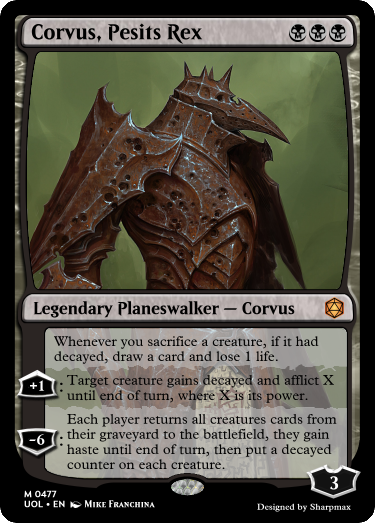 Corvus, Pesits Rex
Legendary Planeswalker — Corvus
Whenever you sacrifice a creature, if it had
decayed, draw a card and lose 1 life.
+1: Target creature gains decayed and afflict X
until end of turn, where X is its power.
Each player returns all creatures cards from
-6: their graveyard to the battlefield, they gain
haste until end of turn, then put a decayed
counter on each creature.
3
M 0477
UOL • EN Mike Franchina
Designed by Sharpmax